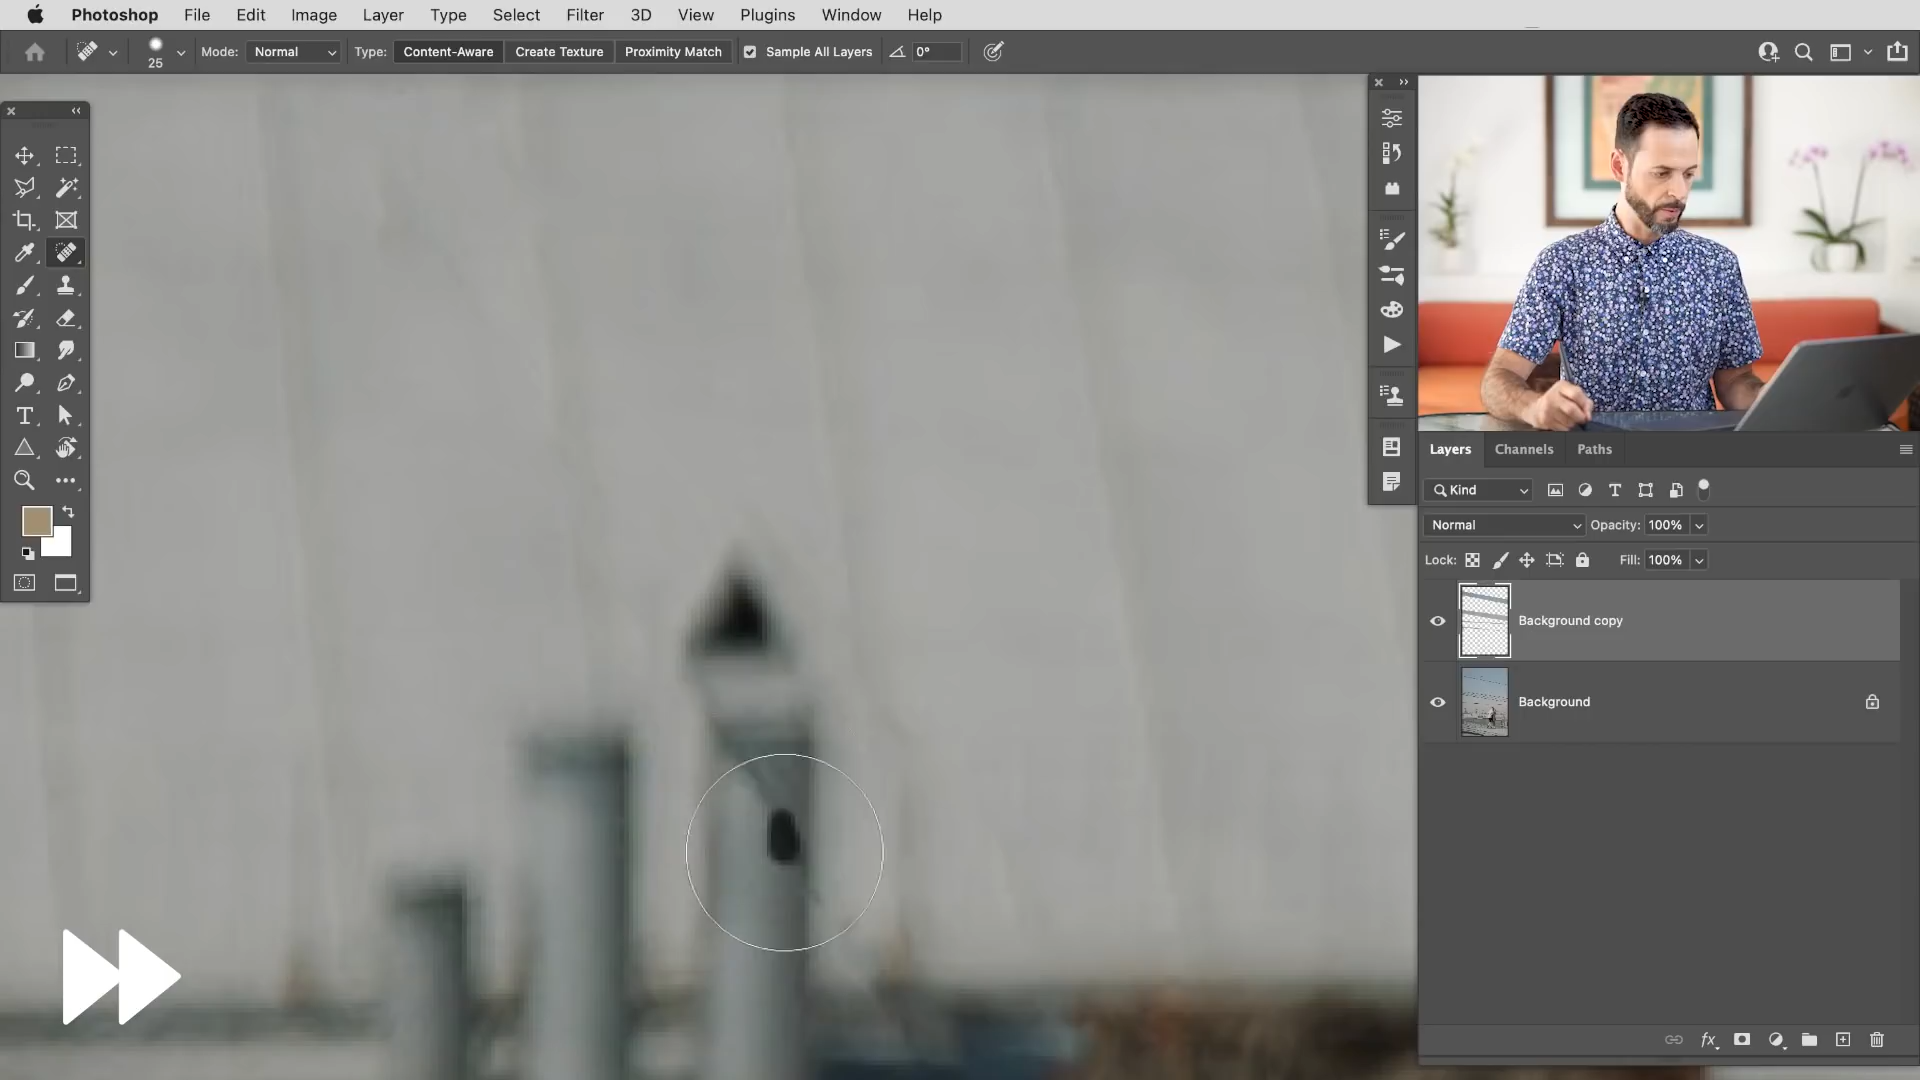 Photoshop File Edit Image Layer Type Select Filter 3D View Plugins Window Help
25 Mode: Normal Type: Content-Aware Create Texture Proximity Match Sample All Layers 0°
Layers Channels Paths
Kind
Normal Opacity: 100%
Lock: Fill: 100%
Background copy
Background
fx